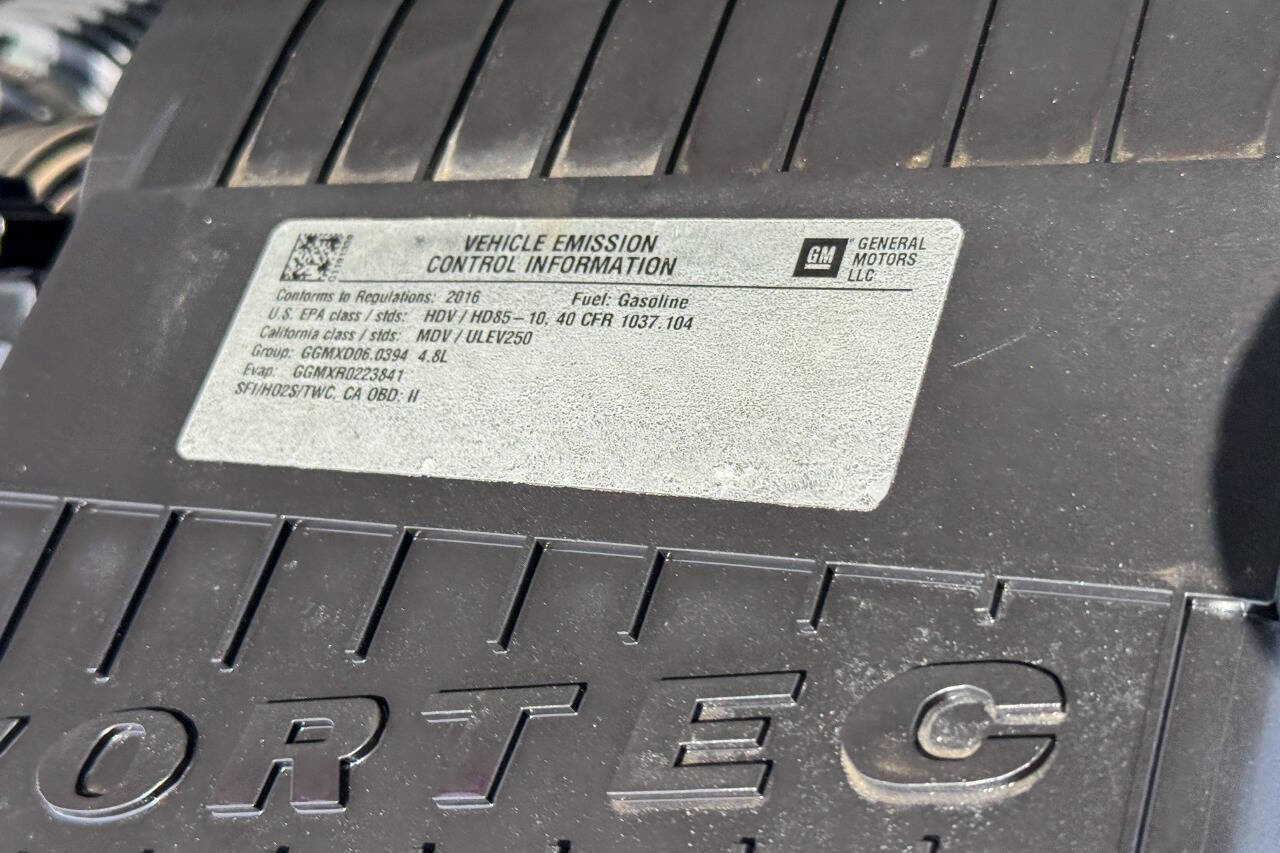 VEHICLE EMISSION
CONTROL INFORMATION
GM GENERAL
MOTORS
LLC
Conforms to Regulations: 2016 Fuel: Gasoline
U.S. EPA class / stds: HDV / HD85-10, 40 CFR 1037.104
California class / stds: MDV / ULEV250
Group: GGMXD06.0394 4.8L
Evap: GGMXR0223841
SFI/HO2S/TWC, CA OBD: II
VORTEC